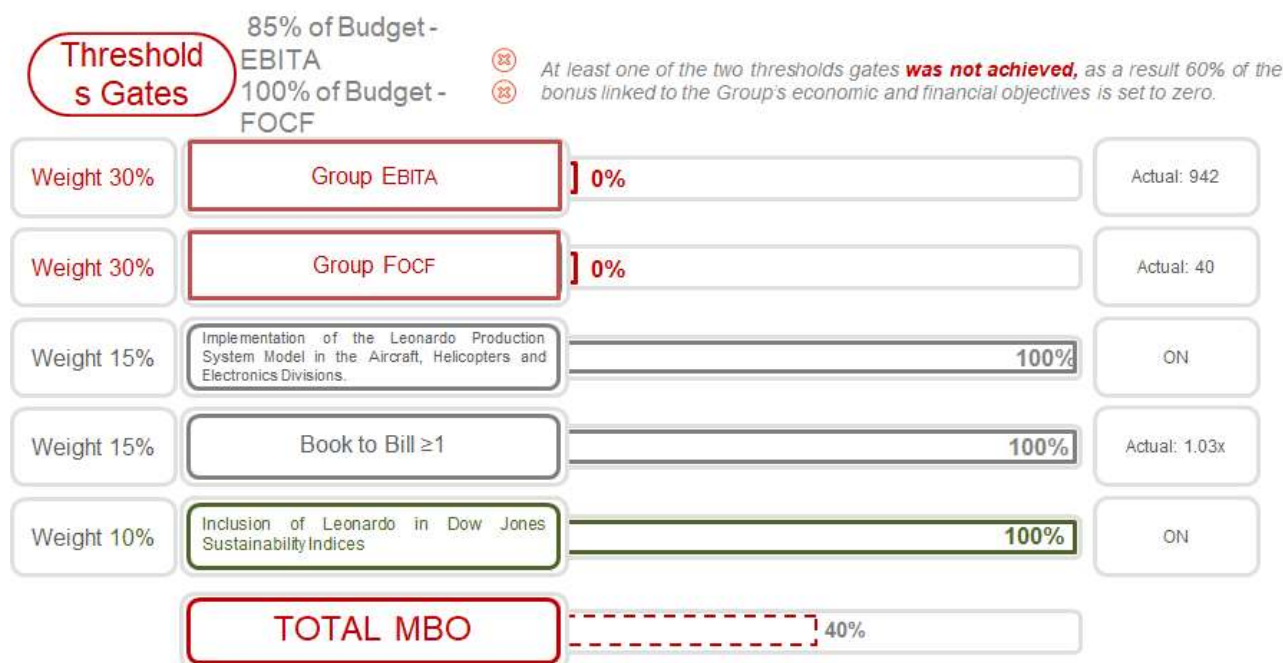 Threshold
s Gates
85% of Budget -
EBITA
100% of Budget -
FOCF
At least one of the two thresholds gates was not achieved, as a result 60% of the
bonus linked to the Group's economic and financial objectives is set to zero.
Weight 30%
Group EBITA
0%
Actual: 942
Weight 30%
Group FOCF
0%
Actual: 40
Weight 15%
Implementation of the Leonardo Production
System Model in the Aircraft, Helicopters and
Electronics Divisions.
100%
ON
Weight 15%
Book to Bill ≥1
100%
Actual: 1.03x
Weight 10%
Inclusion of Leonardo in Dow Jones
Sustainability Indices
100%
ON
TOTAL MBO
40%